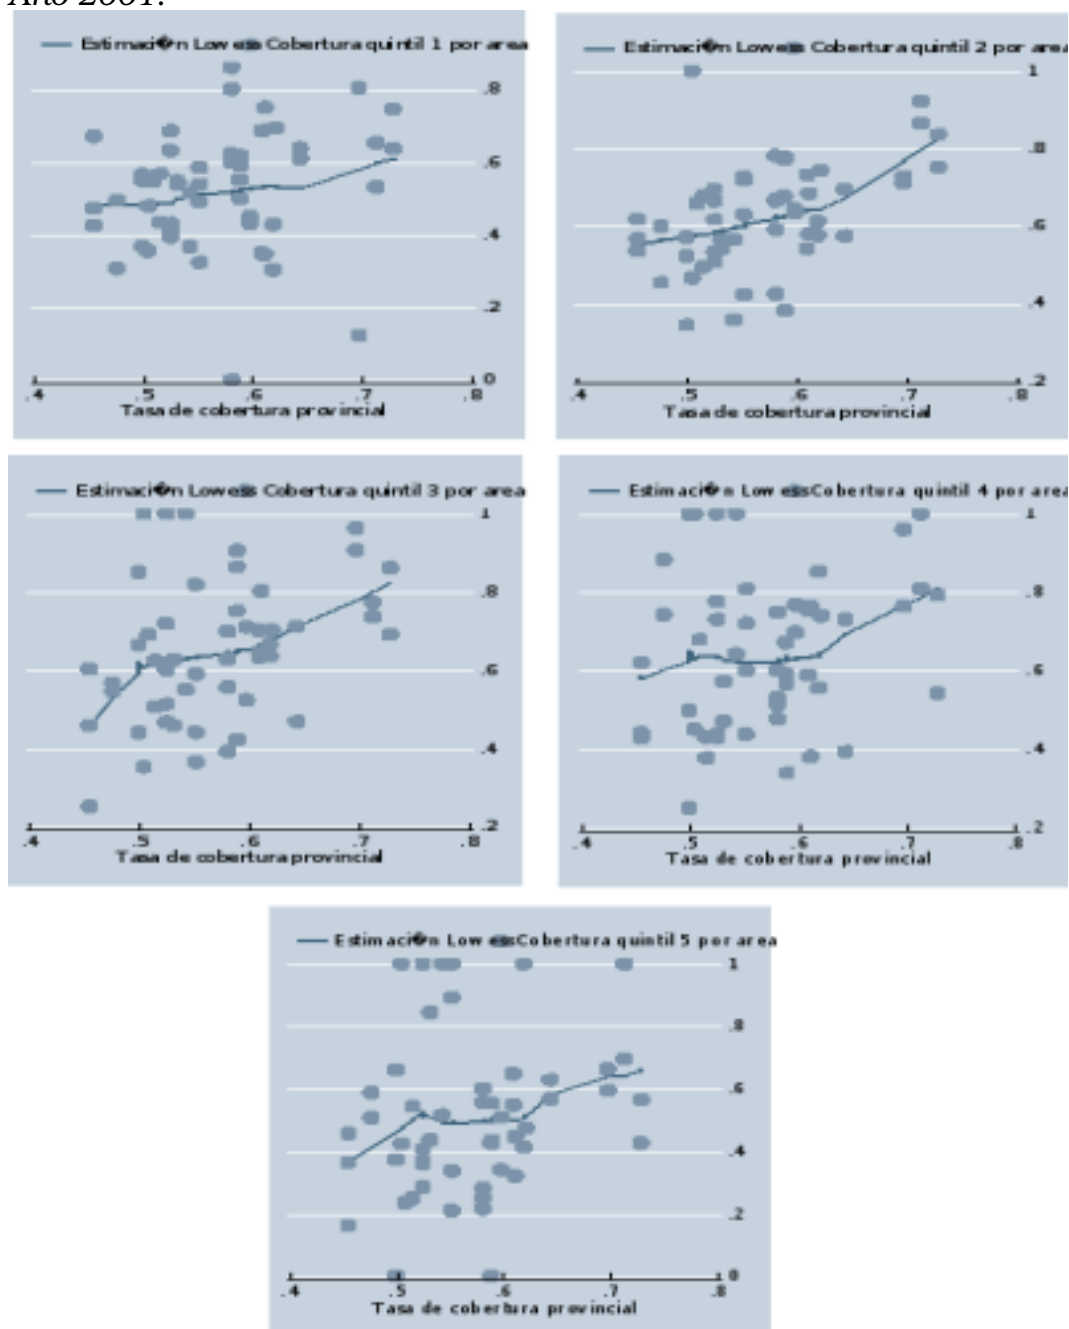 Año 2001.
Estimaci�n Lowess Cobertura quintil 1 por area
.8
.6
.4
.2
0
.4 .5 .6 .7 .8
Tasa de cobertura provincial
Estimaci�n Lowess Cobertura quintil 2 por area
1
.8
.6
.4
.2
.4 .5 .6 .7 .8
Tasa de cobertura provincial
Estimaci�n Lowess Cobertura quintil 3 por area
1
.8
.6
.4
.2
.4 .5 .6 .7 .8
Tasa de cobertura provincial
Estimaci�n Lowess Cobertura quintil 4 por area
1
.8
.6
.4
.2
.4 .5 .6 .7 .8
Tasa de cobertura provincial
Estimaci�n Lowess Cobertura quintil 5 por area
1
.8
.6
.4
.2
0
.4 .5 .6 .7 .8
Tasa de cobertura provincial